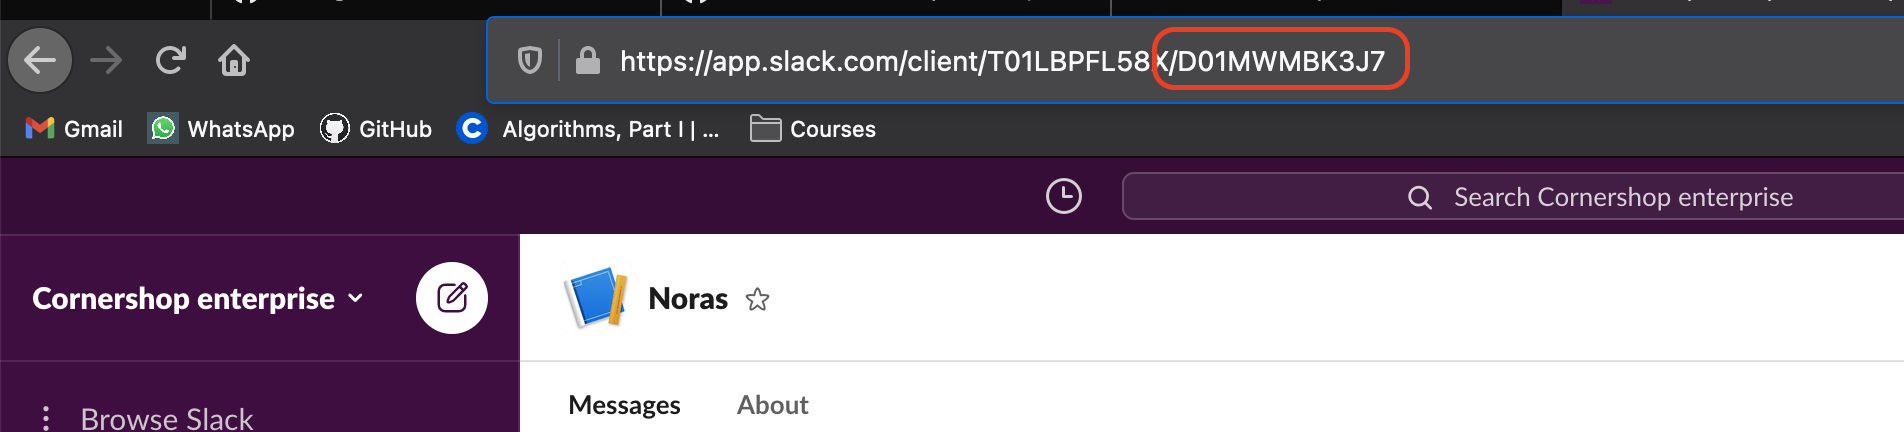 https://app.slack.com/client/T01LBPFL58X/D01MWMBK3J7
Gmail WhatsApp GitHub Algorithms, Part I | ... Courses
Search Cornershop enterprise
Cornershop enterprise
Noras
Messages About
Browse Slack